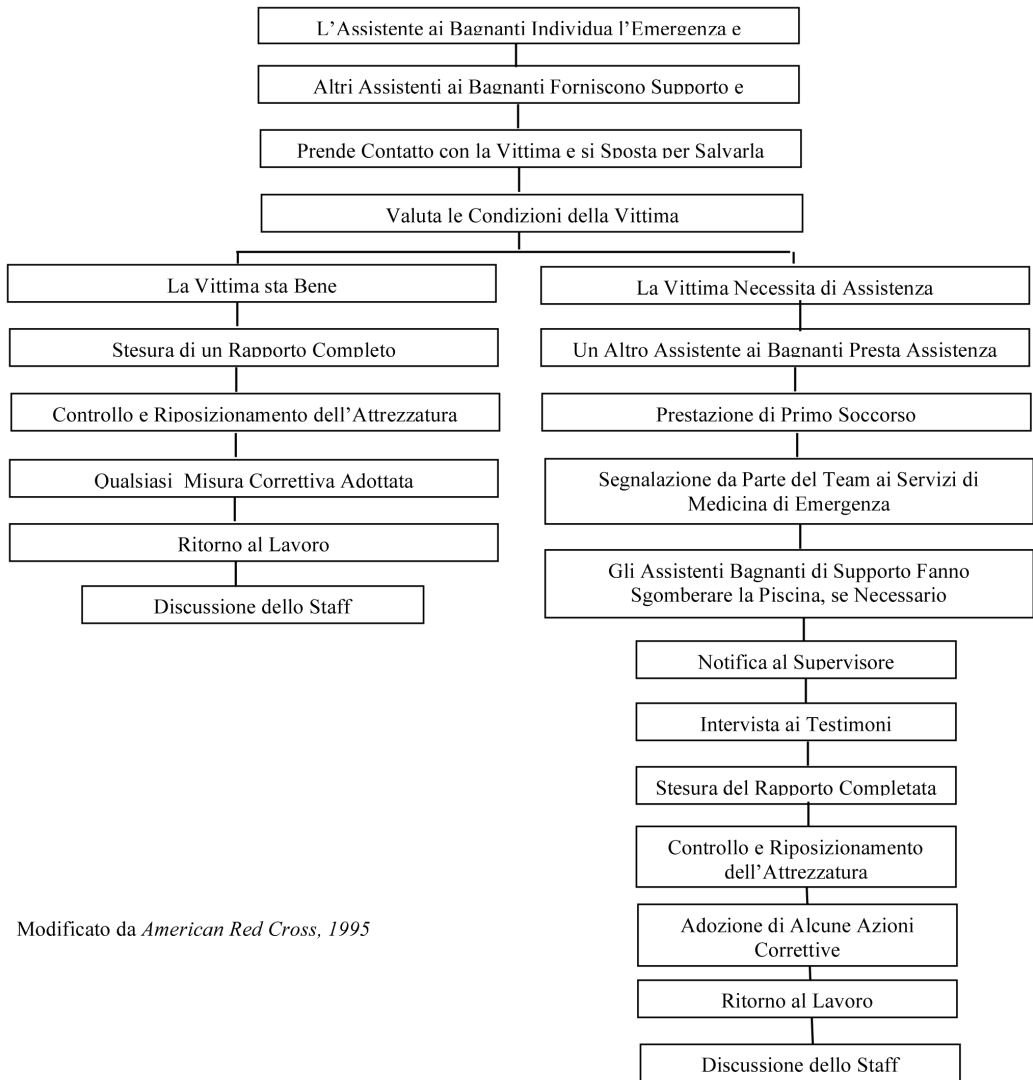 L'Assistente ai Bagnanti Individua l'Emergenza e
Altri Assistenti ai Bagnanti Forniscono Supporto e
Prende Contatto con la Vittima e si Sposta per Salvarla
Valuta le Condizioni della Vittima
La Vittima sta Bene
Stesura di un Rapporto Completo
Controllo e Riposizionamento dell'Attrezzatura
Qualsiasi Misura Correttiva Adottata
Ritorno al Lavoro
Discussione dello Staff
La Vittima Necessita di Assistenza
Un Altro Assistente ai Bagnanti Presta Assistenza
Prestazione di Primo Soccorso
Segnalazione da Parte del Team ai Servizi di
Medicina di Emergenza
Gli Assistenti Bagnanti di Supporto Fanno
Sgomberare la Piscina, se Necessario
Notifica al Supervisore
Intervista ai Testimoni
Stesura del Rapporto Completata
Controllo e Riposizionamento
dell'Attrezzatura
Adozione di Alcune Azioni
Correttive
Ritorno al Lavoro
Discussione dello Staff
Modificato da American Red Cross, 1995